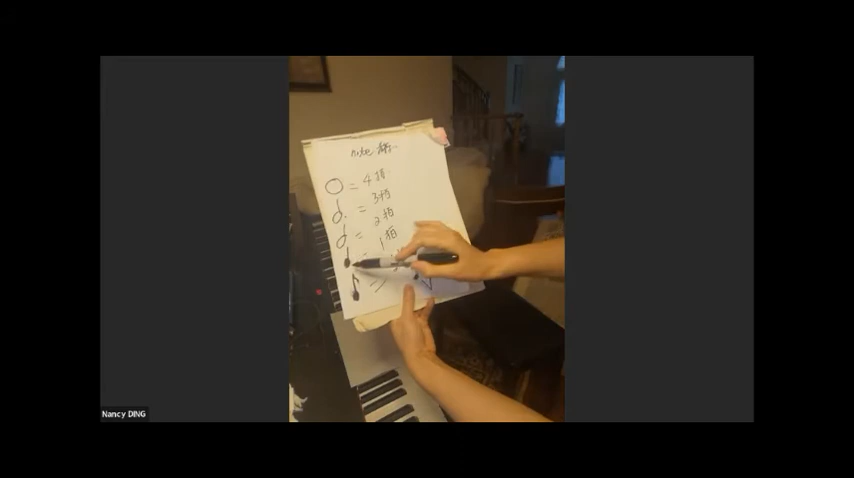 note
= 4拍
= 3拍
= 2拍
= 1拍
=
Nancy DING